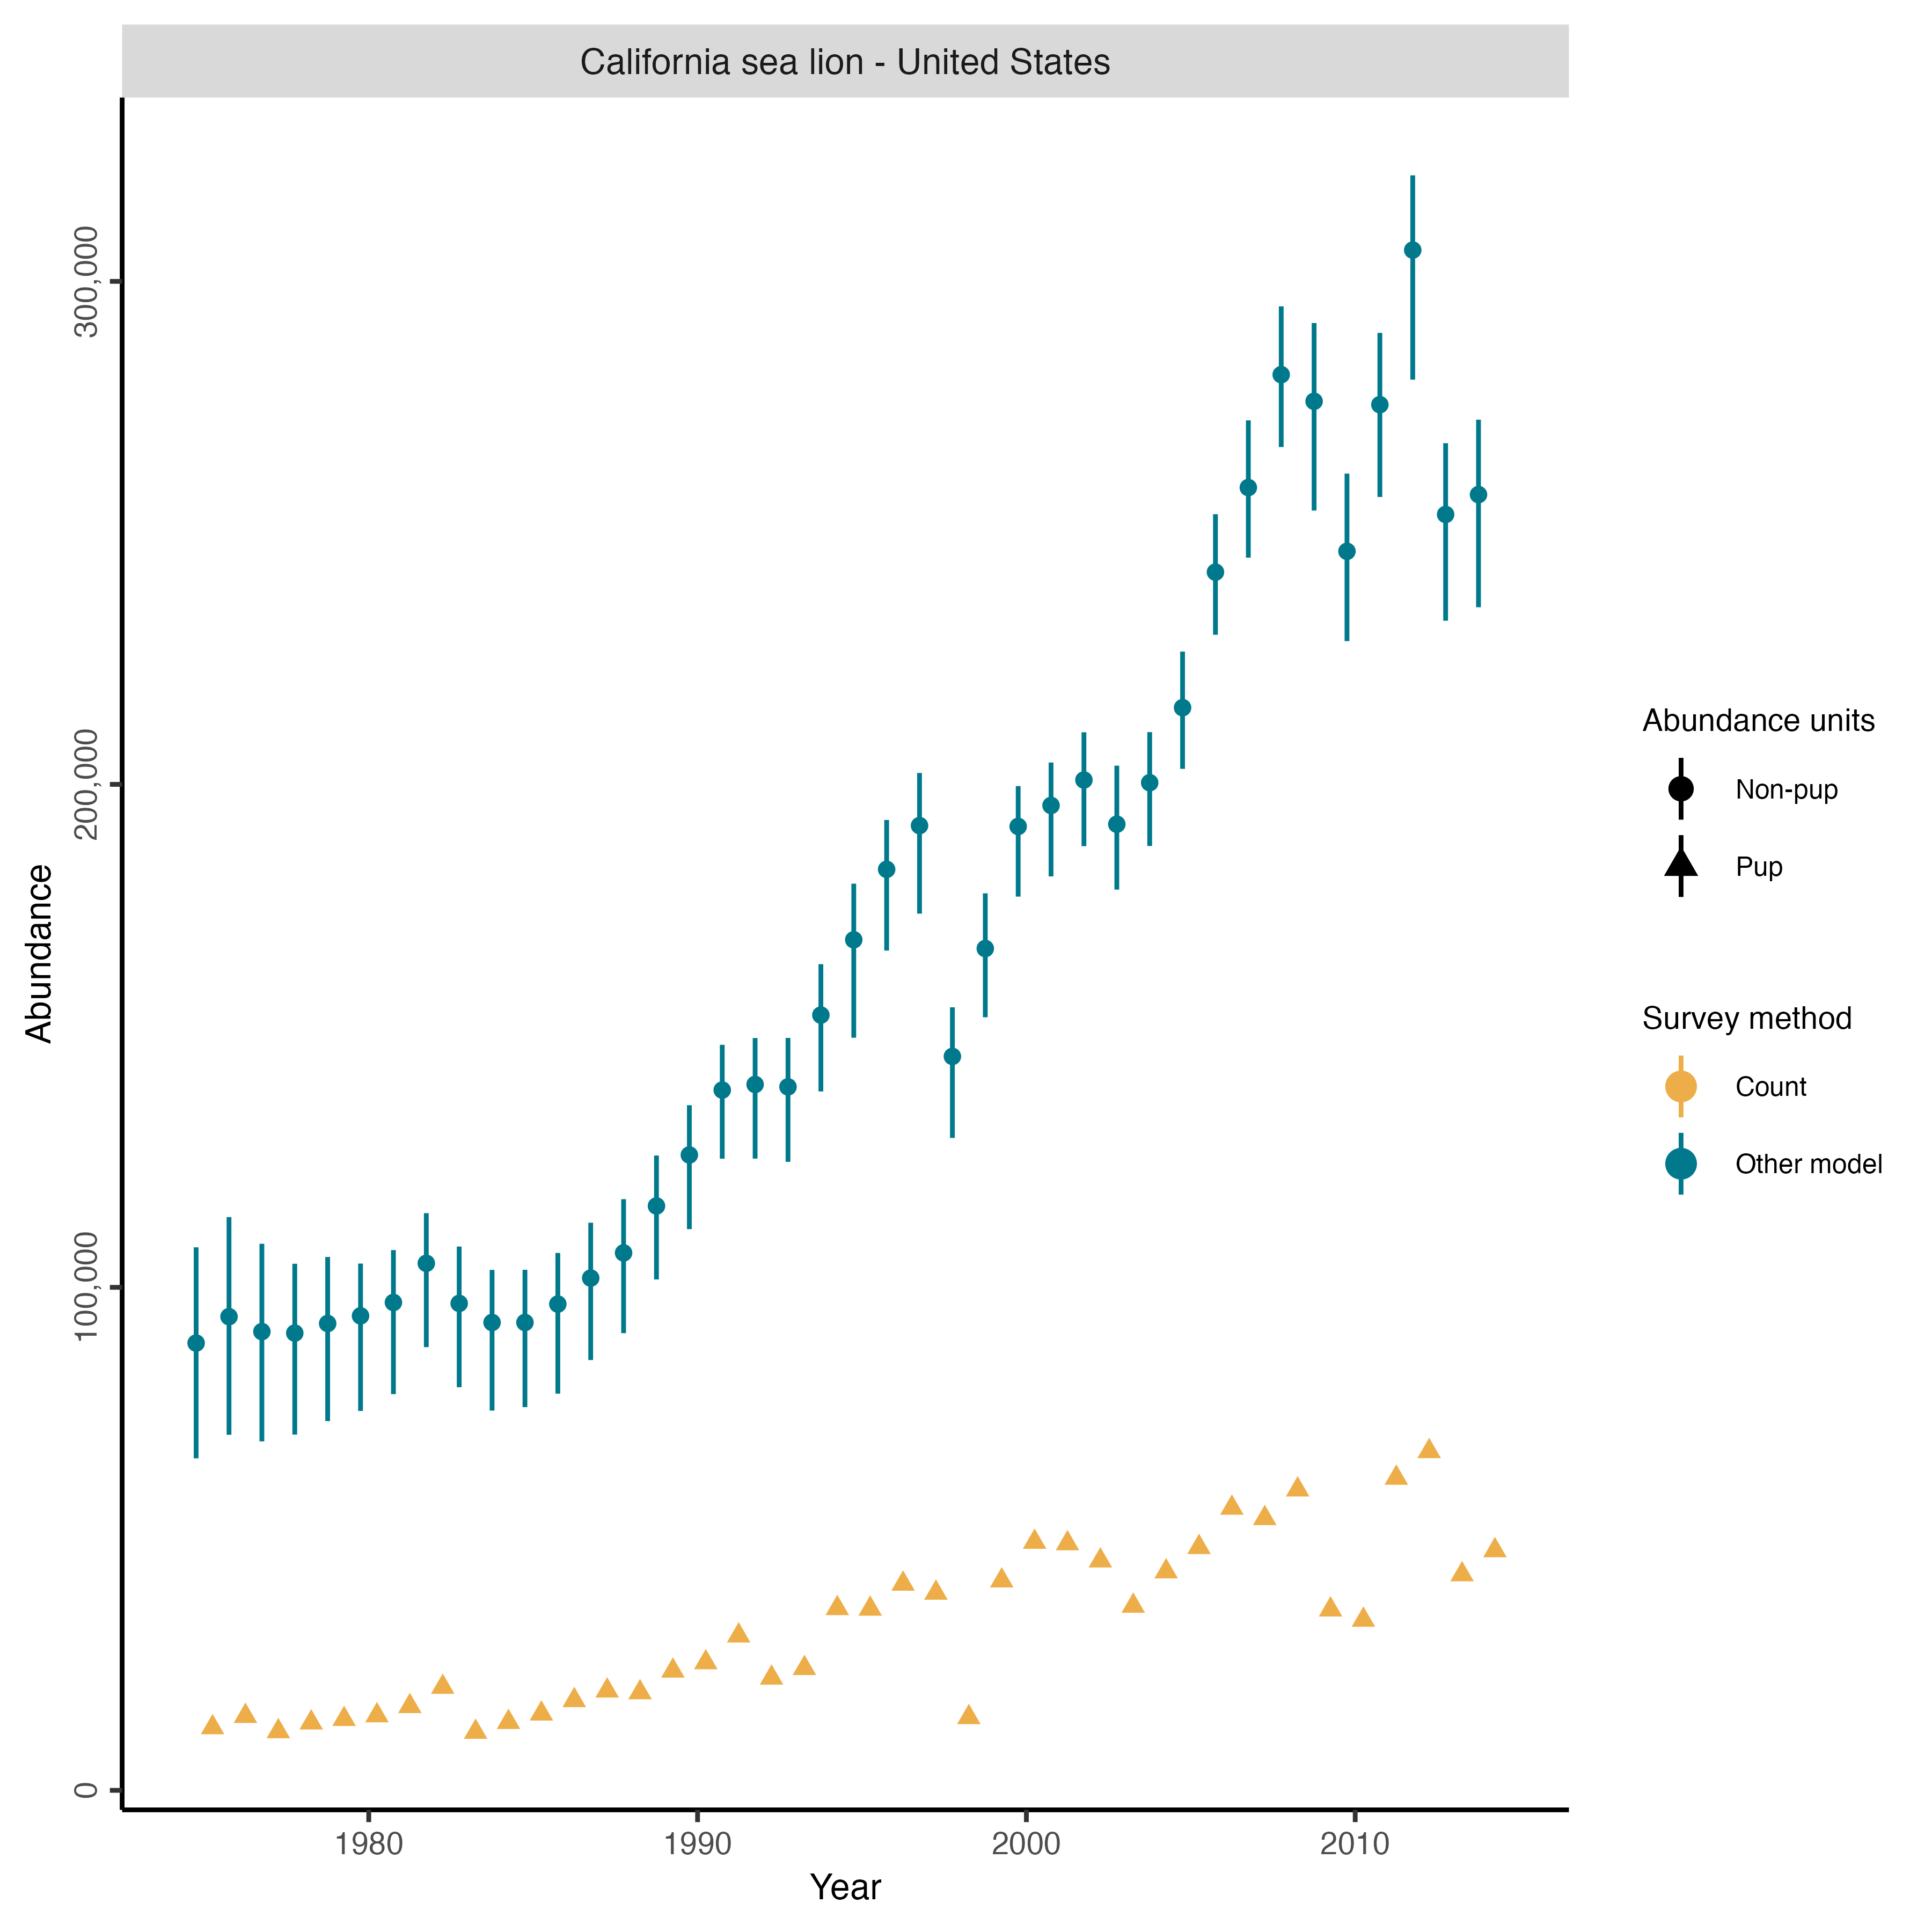 California sea lion - United States
300,000
200,000
100,000
0
Abundance
1980
1990
2000
2010
Year
Abundance units
Non-pup
Pup
Survey method
Count
Other model